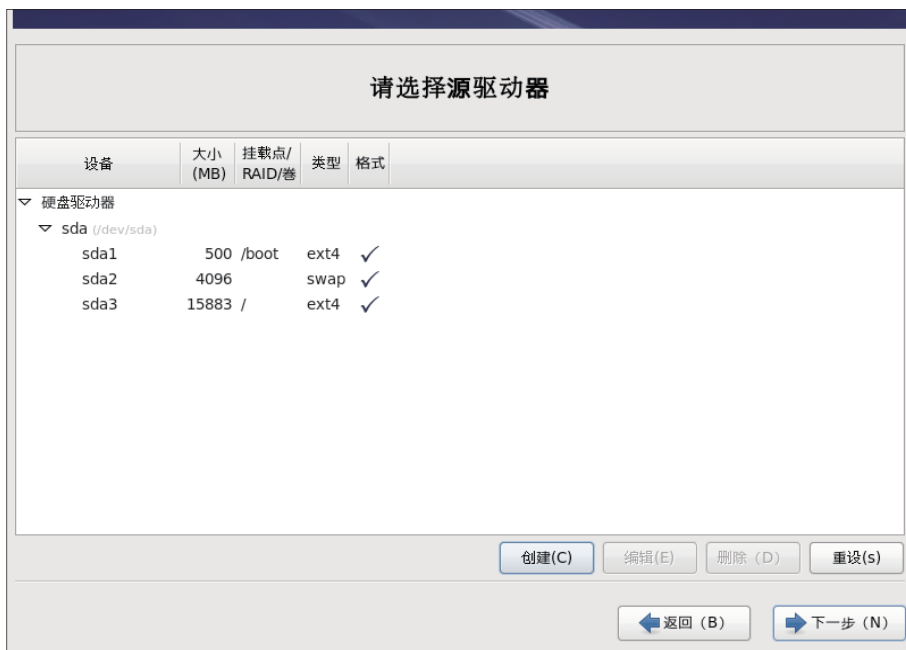 请选择源驱动器
设备
大小
(MB)
挂载点/
RAID/卷
类型
格式
硬盘驱动器
sda (/dev/sda)
sda1 500 /boot ext4
sda2 4096 swap
sda3 15883 / ext4
创建(C) 编辑(E) 删除（D） 重设(s)
返回（B） 下一步（N）